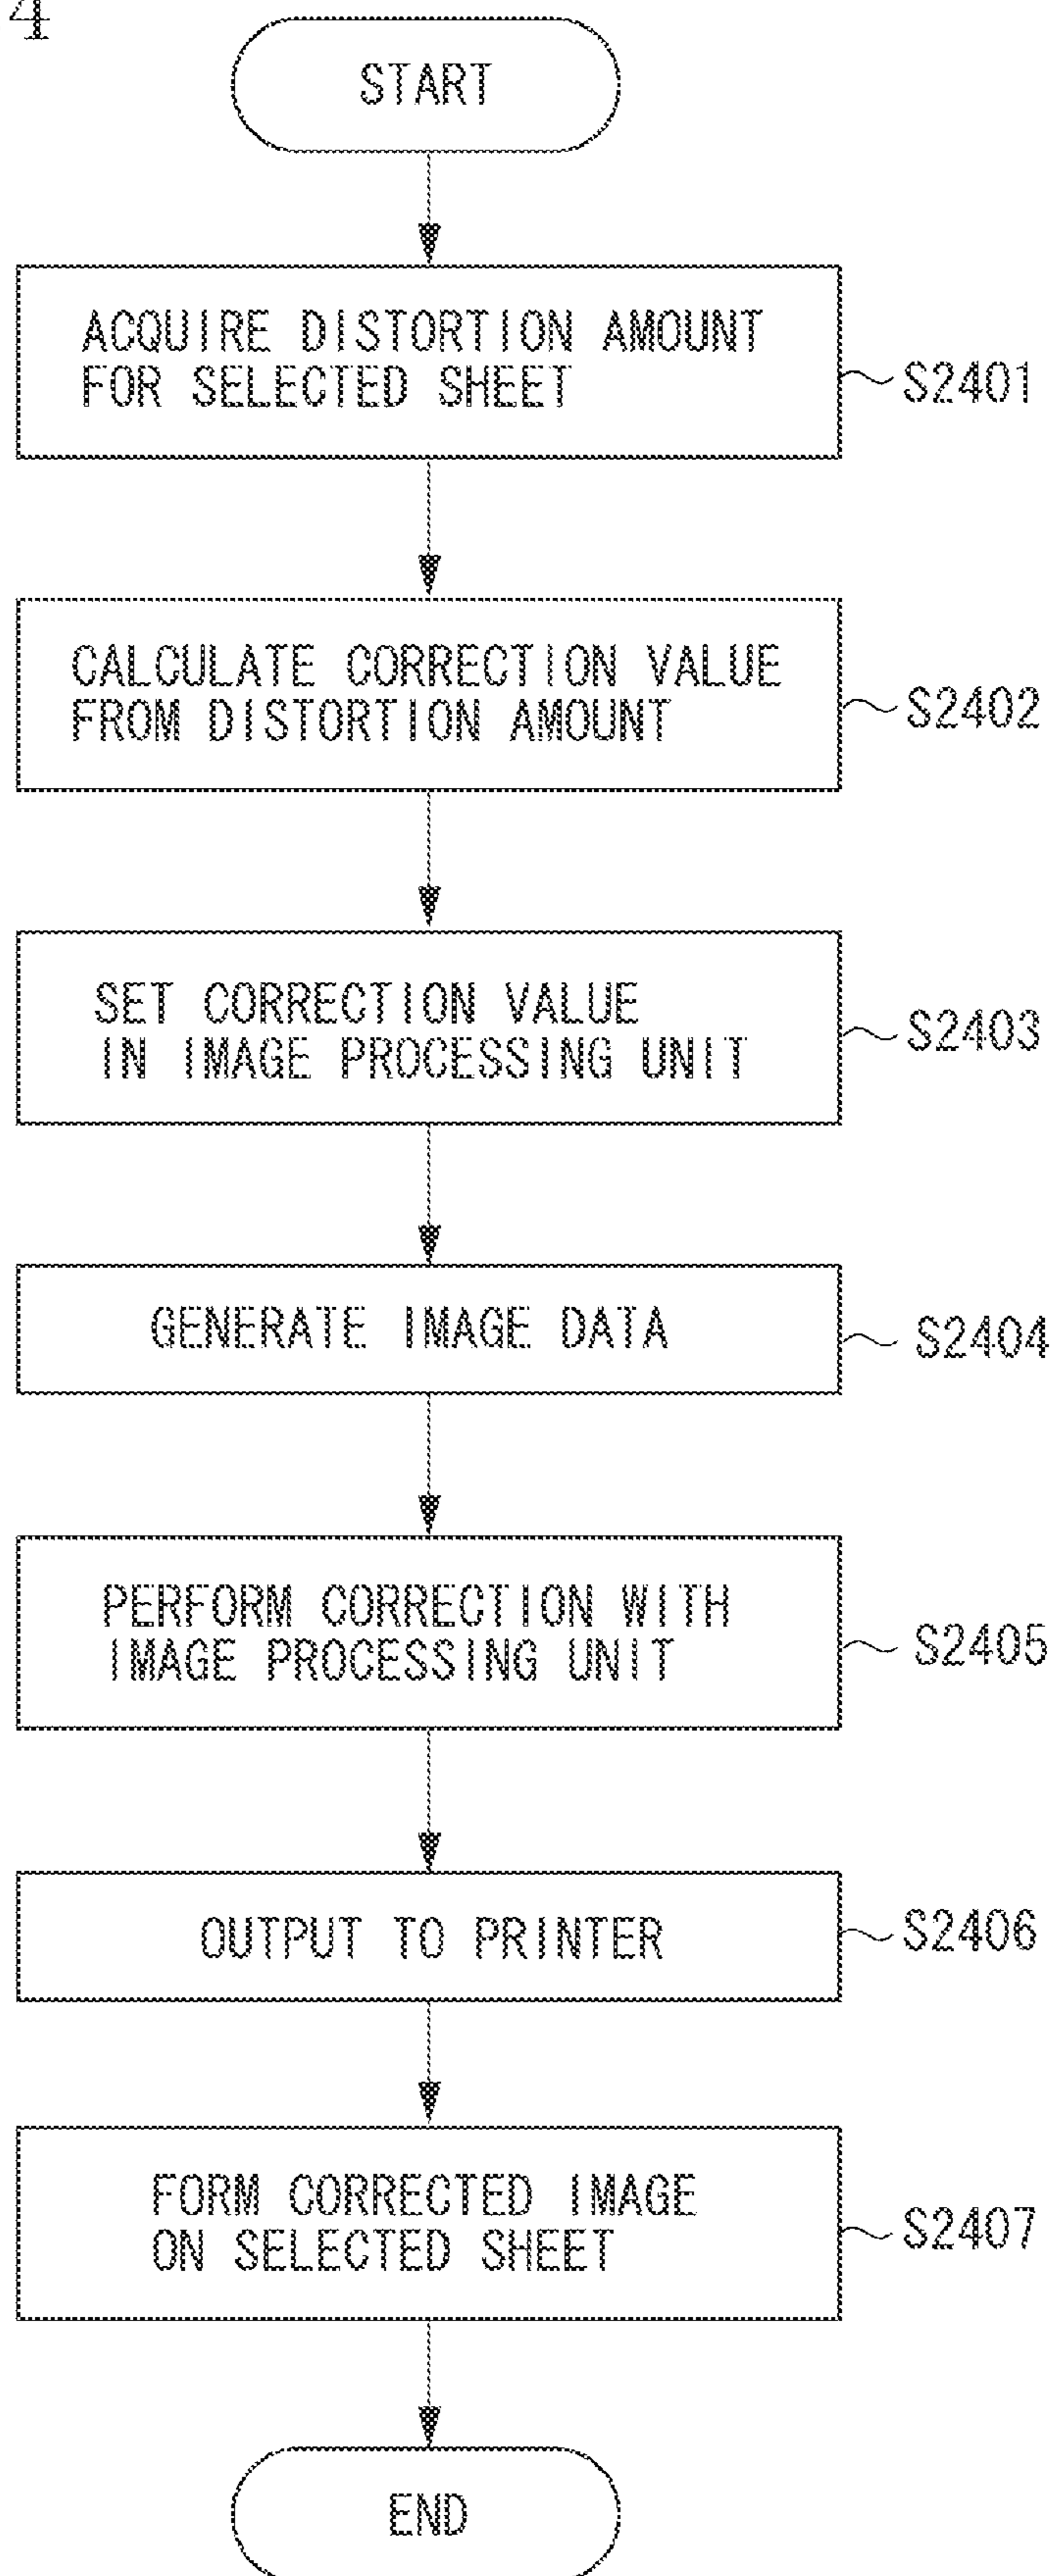 4
START
ACQUIRE DISTORTION AMOUNT
FOR SELECTED SHEET
S2401
CALCULATE CORRECTION VALUE
FROM DISTORTION AMOUNT
S2402
SET CORRECTION VALUE
IN IMAGE PROCESSING UNIT
S2403
GENERATE IMAGE DATA
S2404
PERFORM CORRECTION WITH
IMAGE PROCESSING UNIT
S2405
OUTPUT TO PRINTER
S2406
FORM CORRECTED IMAGE
ON SELECTED SHEET
S2407
END